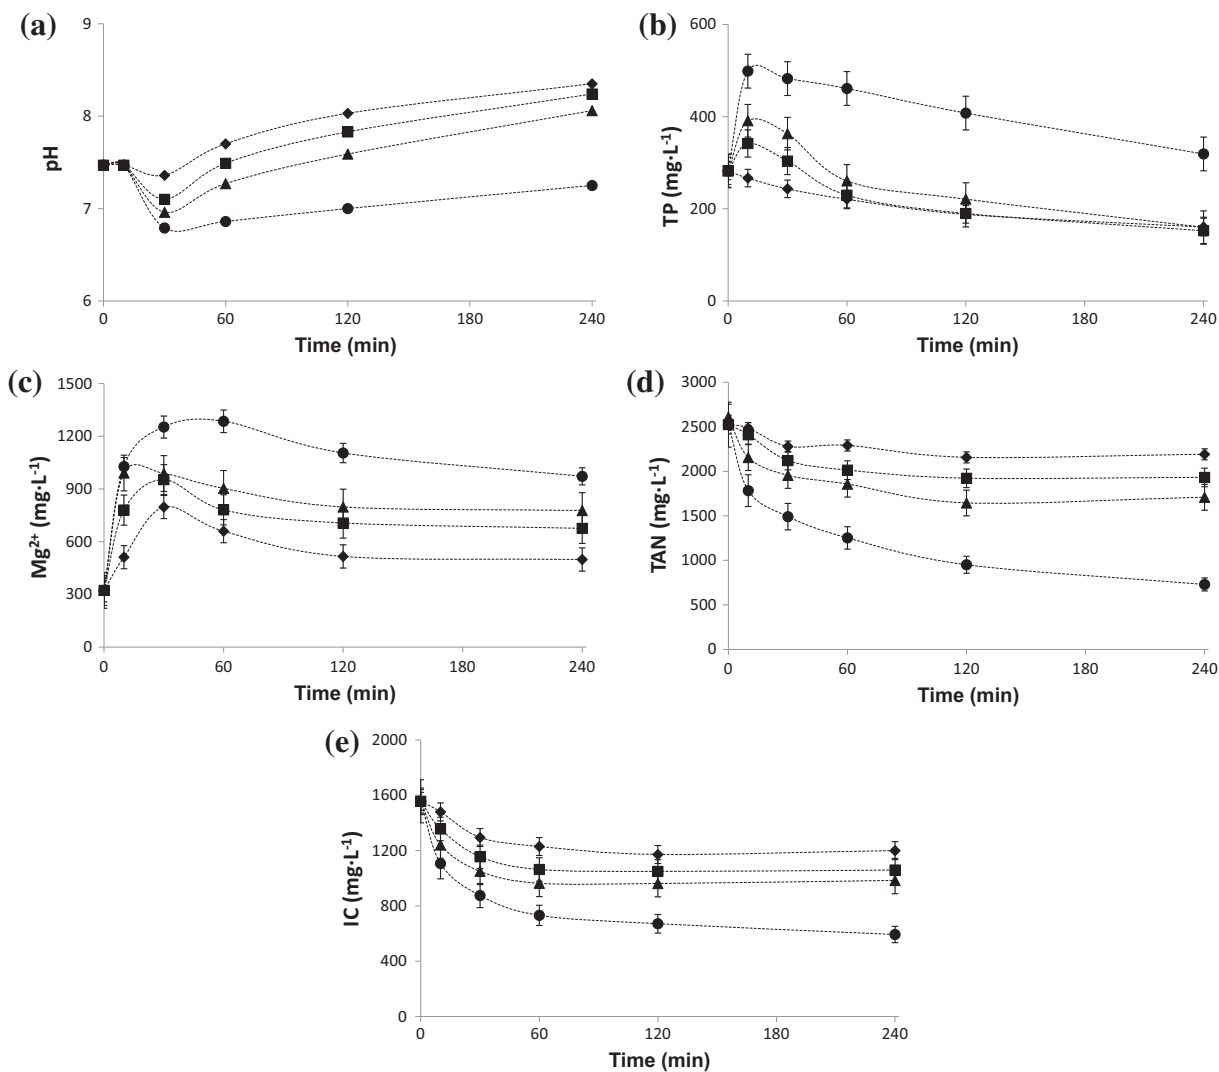 (a)
9
8
7
6
pH
0 60 120 180 240
Time (min)
(b)
600
400
200
0
TP (mg·L⁻¹)
0 60 120 180 240
Time (min)
(c)
1500
1200
900
600
300
0
Mg²⁺ (mg·L⁻¹)
0 60 120 180 240
Time (min)
(d)
3000
2500
2000
1500
1000
500
0
TAN (mg·L⁻¹)
0 60 120 180 240
Time (min)
(e)
2000
1600
1200
800
400
0
IC (mg·L⁻¹)
0 60 120 180 240
Time (min)